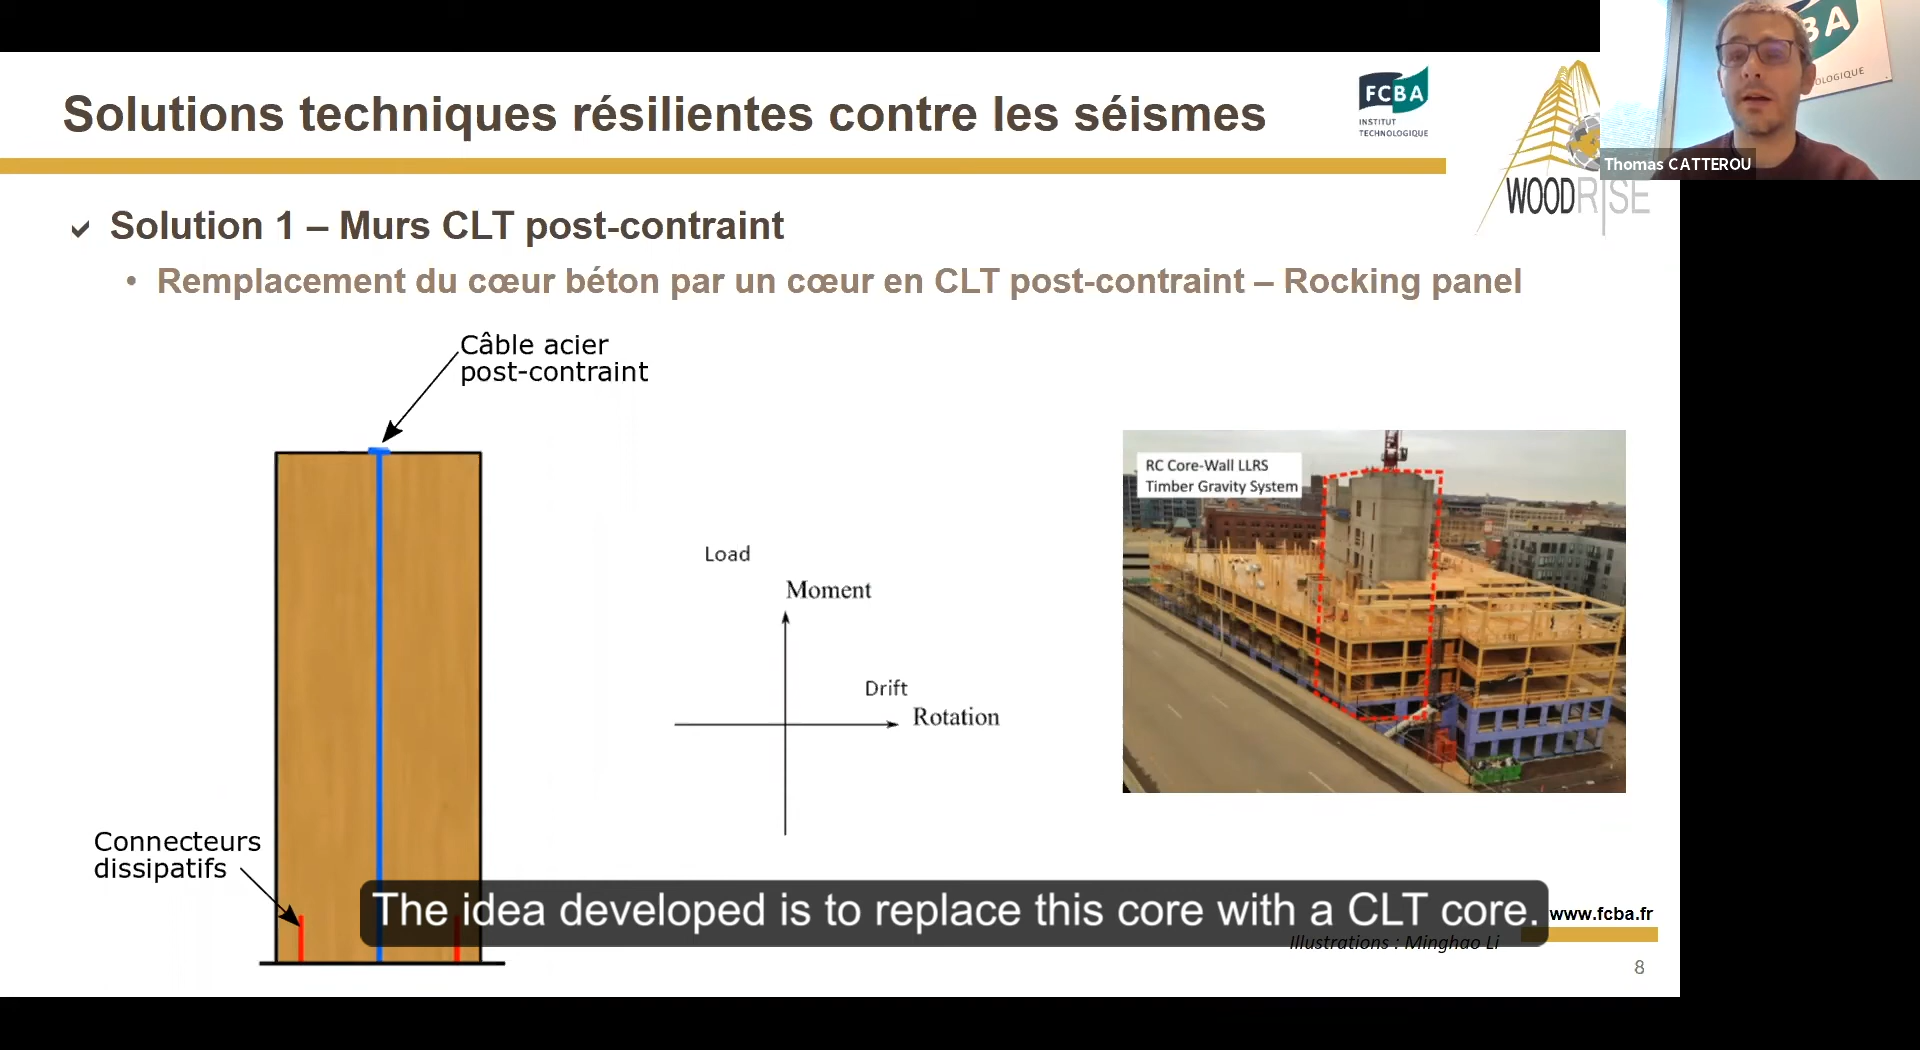 Solutions techniques résilientes contre les séismes
FCBA
INSTITUT
TECHNOLOGIQUE
WOODRISE
BA
OLOGIQUE
Thomas CATTEROU
Solution 1 – Murs CLT post-contraint
• Remplacement du cœur béton par un cœur en CLT post-contraint – Rocking panel
Câble acier
post-contraint
RC Core-Wall LLRS
Timber Gravity System
Load
Moment
Drift
Rotation
Connecteurs
dissipatifs
The idea developed is to replace this core with a CLT core.
www.fcba.fr
Illustrations : Minghao Li
8